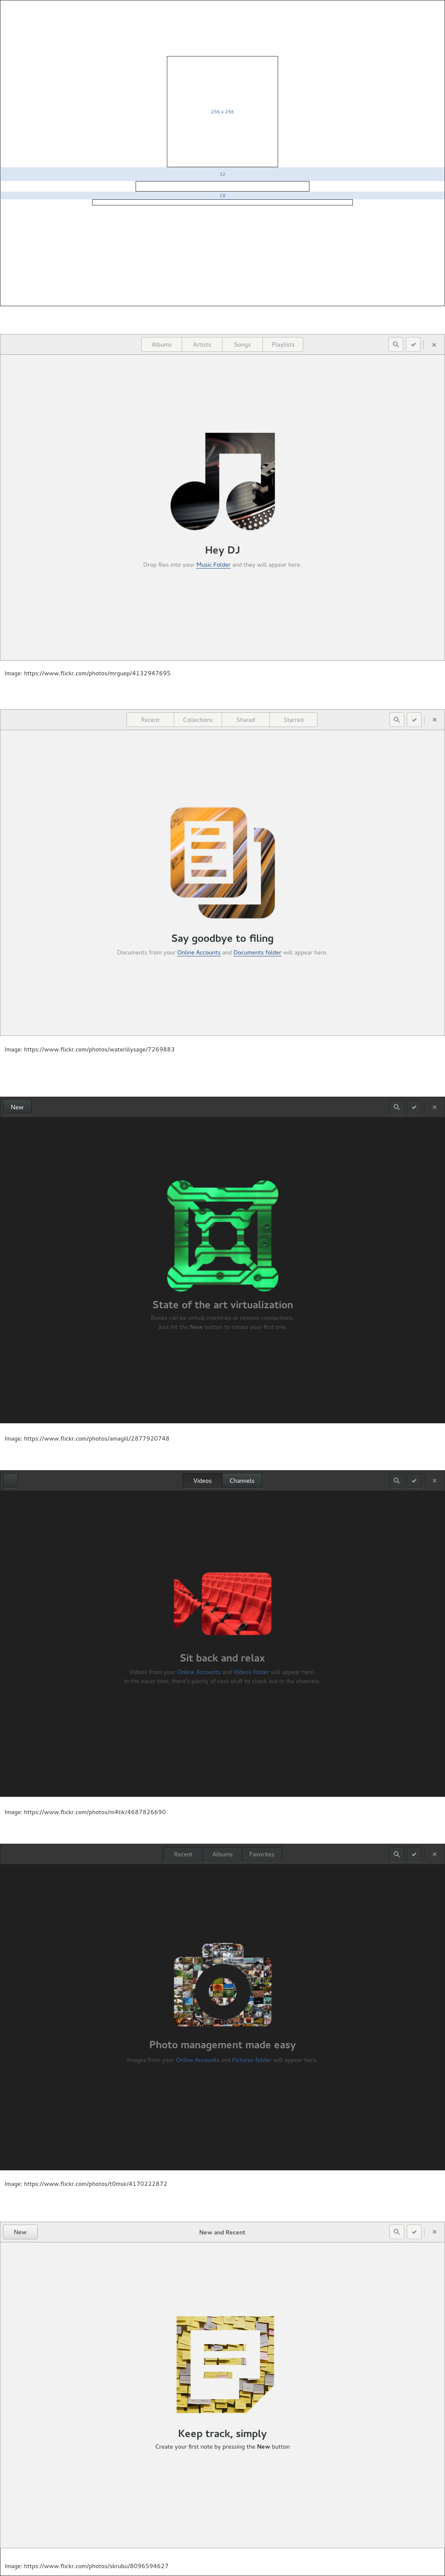 256 x 256
32
18
Albums Artists Songs Playlists
Hey DJ
Drop files into your Music Folder and they will appear here.
Image: https://www.flickr.com/photos/mrguep/4132947695
Recent Collections Shared Starred
Say goodbye to filing
Documents from your Online Accounts and Documents folder will appear here.
Image: https://www.flickr.com/photos/waterlilysage/7269883
New
State of the art virtualization
Boxes can be virtual machines or remote connections.
Just hit the New button to create your first one.
Image: https://www.flickr.com/photos/amagill/2877920748
Videos Channels
Sit back and relax
Videos from your Online Accounts and Videos folder will appear here.
In the mean time, there's plenty of cool stuff to check out in the channels
Image: https://www.flickr.com/photos/m4tik/4687826690
Recent Albums Favorites
Photo management made easy
Images from your Online Accounts and Pictures folder will appear here.
Image: https://www.flickr.com/photos/t0msk/4170222872
New New and Recent
Keep track, simply
Create your first note by pressing the New button
Image: https://www.flickr.com/photos/skrubu/8096594627